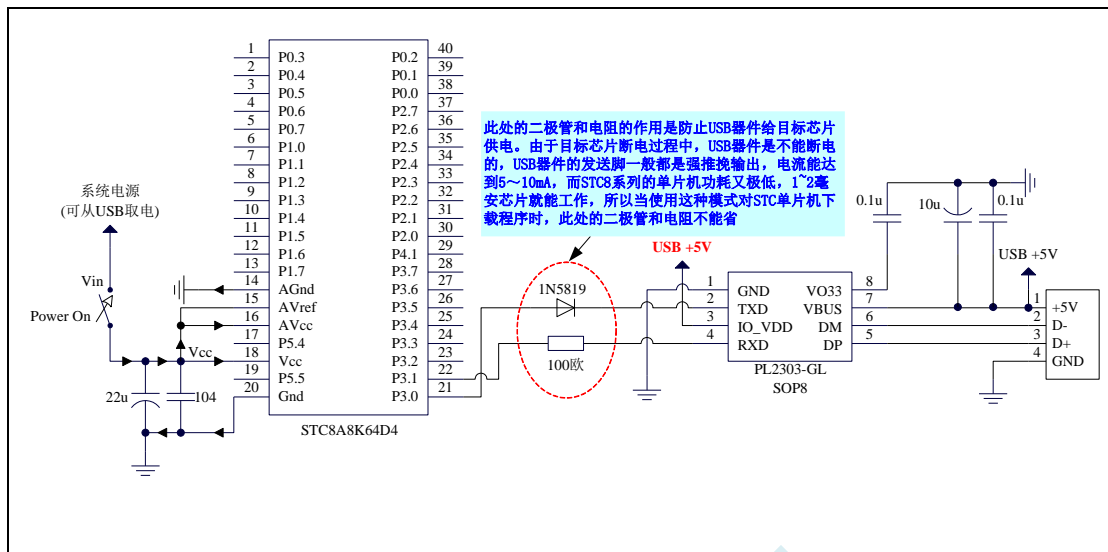 1 P0.3 P0.2 40
2 P0.4 P0.1 39
3 P0.5 P0.0 38
4 P0.6 P2.7 37
5 P0.7 P2.6 36
6 P1.0 P2.5 35
7 P1.1 P2.4 34
8 P1.2 P2.3 33
9 P1.3 P2.2 32
10 P1.4 P2.1 31
11 P1.5 P2.0 30
12 P1.6 P4.1 29
13 P1.7 P3.7 28
14 AGnd P3.6 27
15 AVref P3.5 26
16 AVcc P3.4 25
17 P5.4 P3.3 24
18 Vcc P3.2 23
19 P5.5 P3.1 22
20 Gnd P3.0 21
STC8A8K64D4
系统电源
(可从USB取电)
Vin
Power On
Vcc
22u
104
此处的二极管和电阻的作用是防止USB器件给目标芯片
供电。由于目标芯片断电过程中，USB器件是不能断电
的，USB器件的发送脚一般都是强推挽输出，电流能达
到5～10mA，而STC8系列的单片机功耗又极低，1~2毫
安芯片就能工作，所以当使用这种模式对STC单片机下
载程序时，此处的二极管和电阻不能省
1N5819
100欧
USB +5V
1 GND VO33 8
2 TXD VBUS 7
3 IO_VDD DM 6
4 RXD DP 5
PL2303-GL
SOP8
0.1u
10u
0.1u
USB +5V
1 +5V
2 D-
3 D+
4 GND